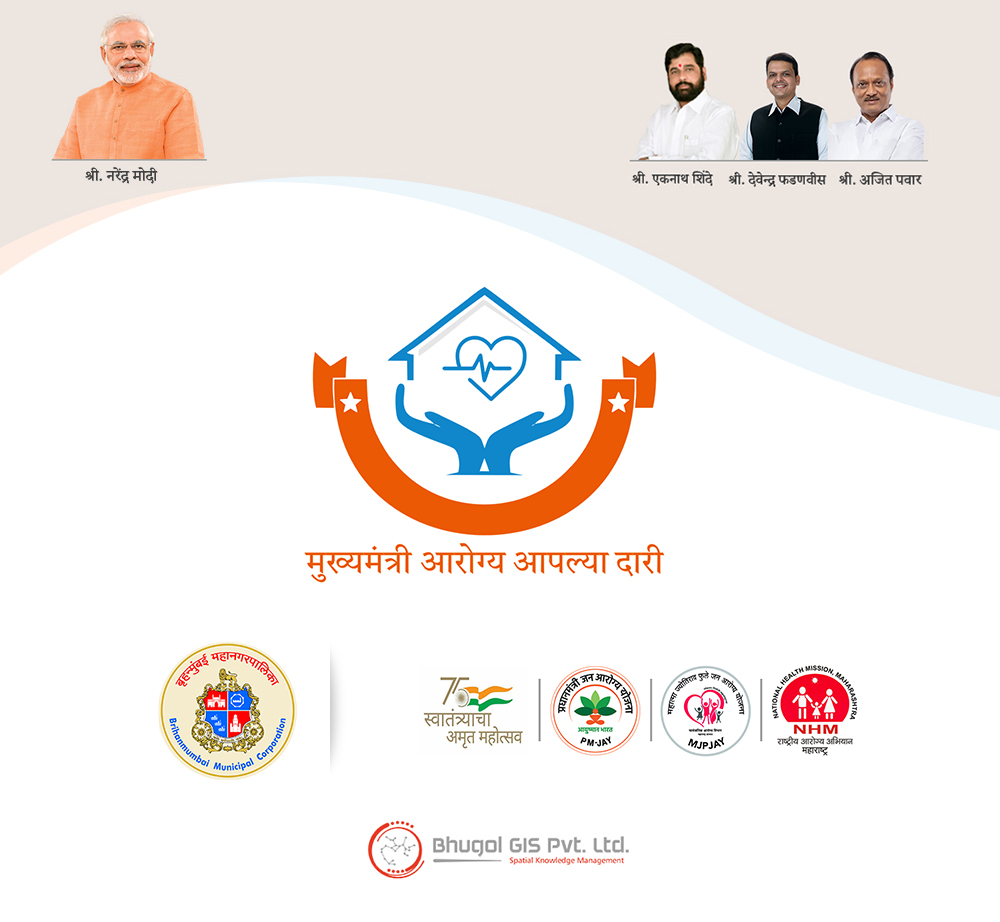 श्री. नरेंद्र मोदी
श्री. एकनाथ शिंदे श्री. देवेन्द्र फडणवीस श्री. अजित पवार
मुख्यमंत्री आरोग्य आपल्या दारी
बृहन्मुंबई महानगरपालिका
Brihanmumbai Municipal Corporation
75
स्वातंत्र्याचा
अमृत महोत्सव
प्रधानमंत्री जन आरोग्य योजना
आयुष्मान भारत
PM-JAY
महात्मा ज्योतिराव फुले जन आरोग्य योजना
MJPJAY
NATIONAL HEALTH MISSION, MAHARASHTRA
NHM
राष्ट्रीय आरोग्य अभियान
महाराष्ट्र
Bhugol GIS Pvt. Ltd.
Spatial Knowledge Management